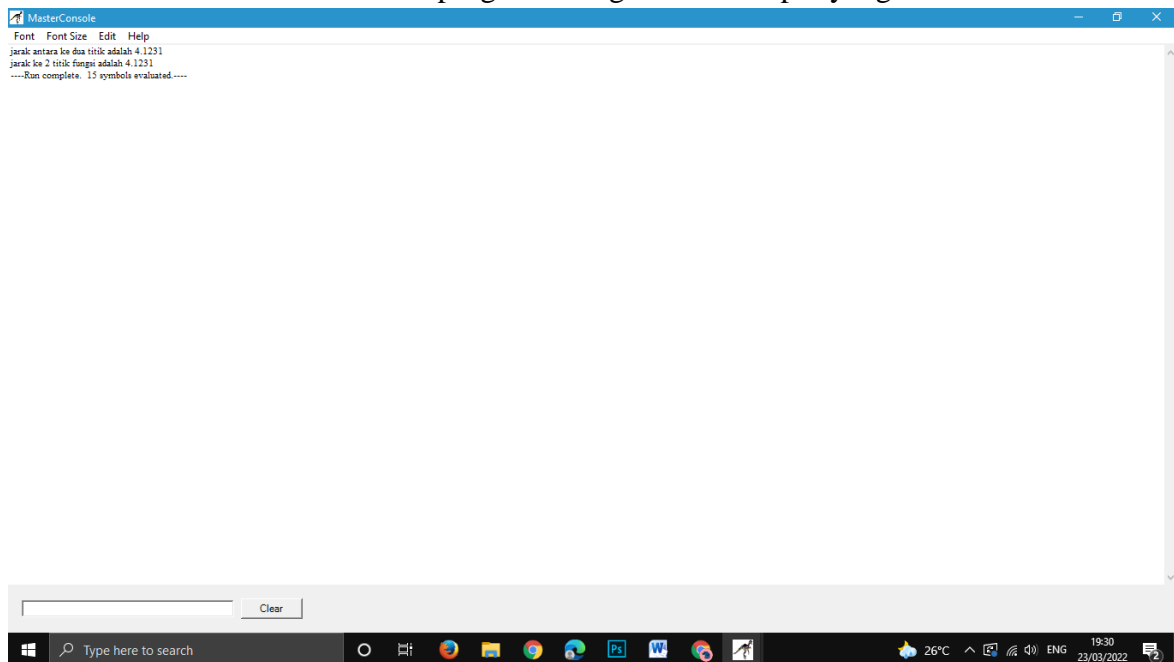 MasterConsole
Font Font Size Edit Help
jarak antara ke dua titik adalah 4.1231
jarak ke 2 titik fungsi adalah 4.1231
----Run complete. 15 symbols evaluated.----
Clear
Type here to search
Ps
W
26°C
ENG
19:30
23/03/2022
2